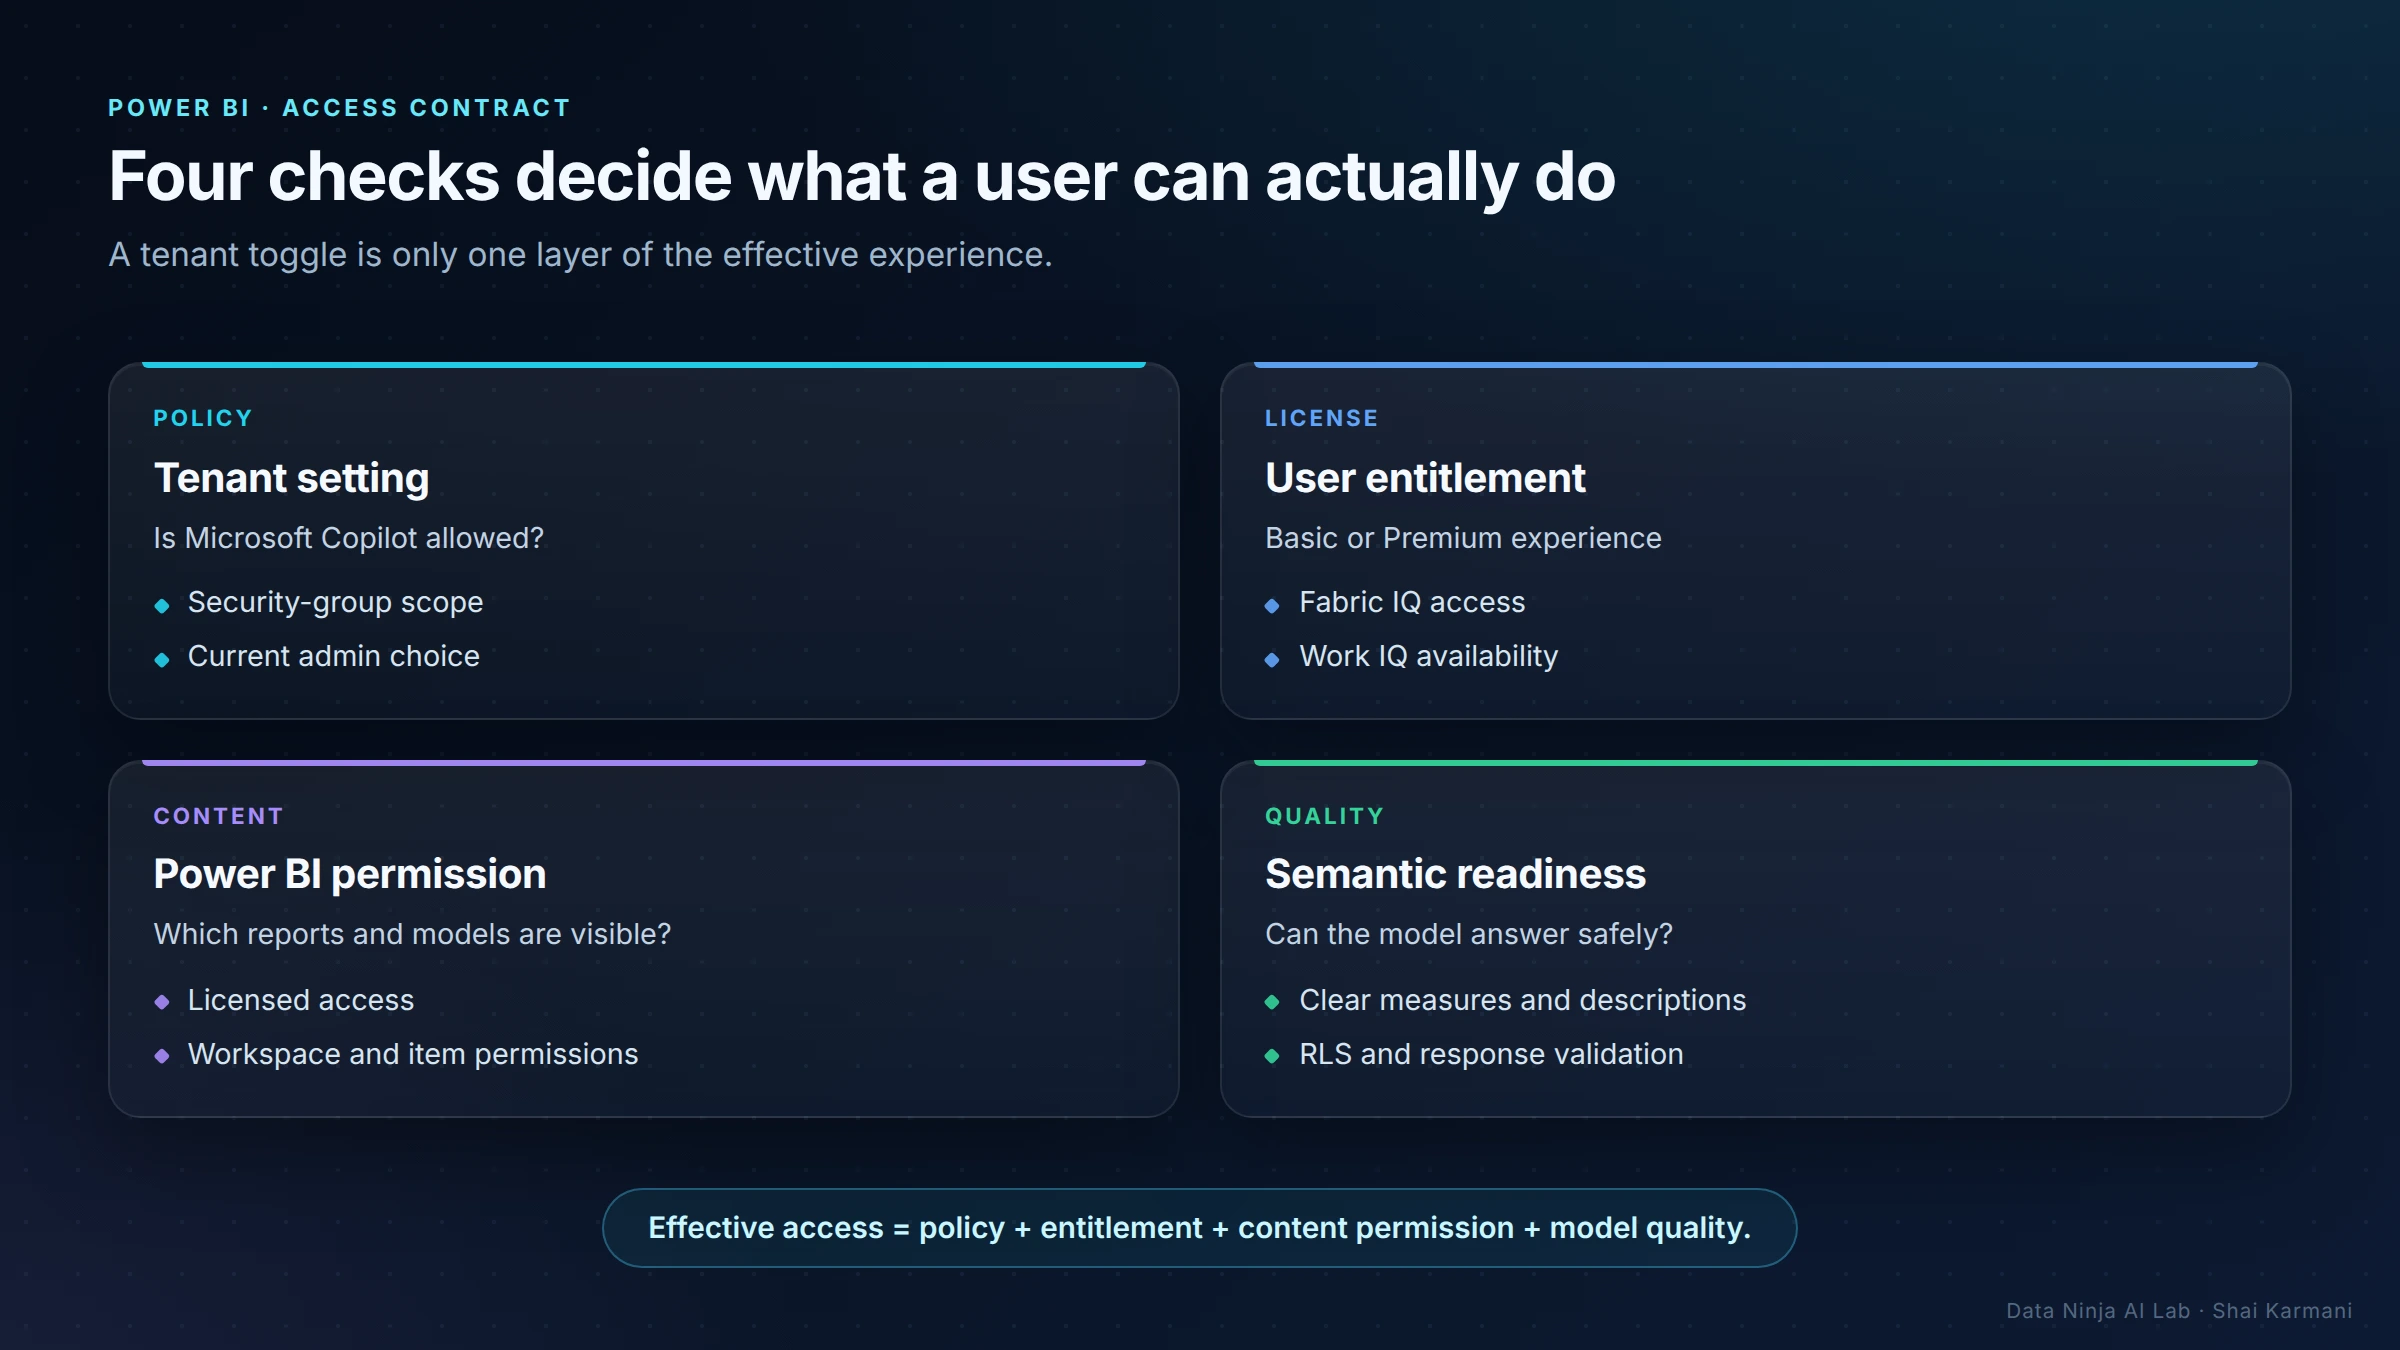 POWER BI · ACCESS CONTRACT
Four checks decide what a user can actually do
A tenant toggle is only one layer of the effective experience.
POLICY
Tenant setting
Is Microsoft Copilot allowed?
Security-group scope
Current admin choice
LICENSE
User entitlement
Basic or Premium experience
Fabric IQ access
Work IQ availability
CONTENT
Power BI permission
Which reports and models are visible?
Licensed access
Workspace and item permissions
QUALITY
Semantic readiness
Can the model answer safely?
Clear measures and descriptions
RLS and response validation
Effective access = policy + entitlement + content permission + model quality.
Data Ninja AI Lab · Shai Karmani